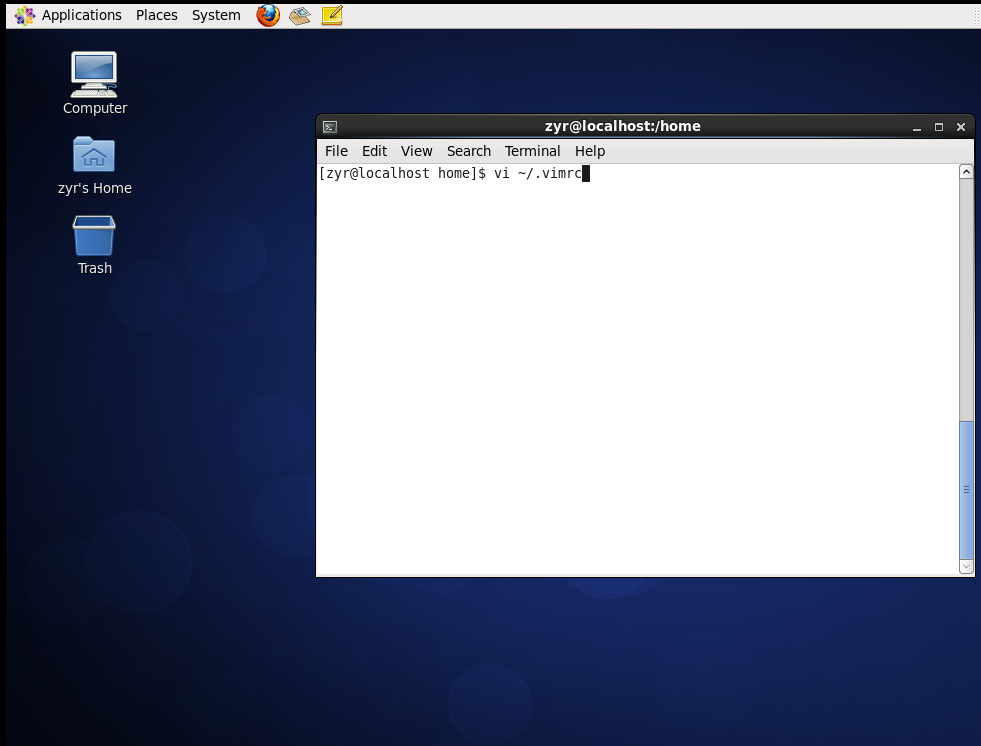 Applications Places System
Computer
zyr's Home
Trash
zyr@localhost:/home
File Edit View Search Terminal Help
[zyr@localhost home]$ vi ~/.vimrc